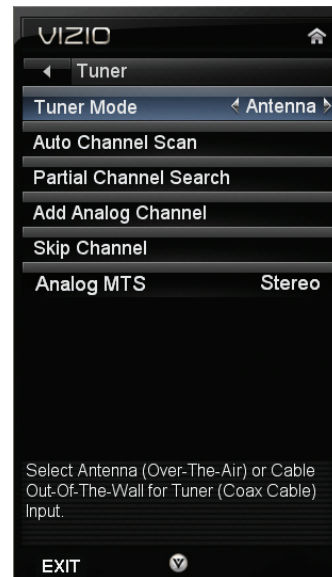 VIZIO
Tuner
Tuner Mode Antenna
Auto Channel Scan
Partial Channel Search
Add Analog Channel
Skip Channel
Analog MTS Stereo
Select Antenna (Over-The-Air) or Cable
Out-Of-The-Wall for Tuner (Coax Cable)
Input.
EXIT V